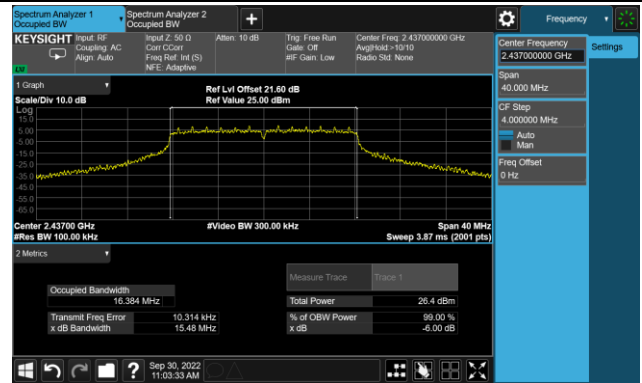 Spectrum Analyzer 1
Occupied BW
Spectrum Analyzer 2
Occupied BW
Frequency
KEYSIGHT
Input: RF
Coupling: AC
Align: Auto
Input Z: 50 Ω
Corr CCorr
Freq Ref: Int (S)
NFE: Adaptive
Atten: 10 dB
Trig: Free Run
Gate: Off
#IF Gain: Low
Center Freq: 2.437000000 GHz
Avg|Hold:>10/10
Radio Std: None
Center Frequency
2.437000000 GHz
Settings
Span
40.000 MHz
CF Step
4.000000 MHz
Auto
Man
Freq Offset
0 Hz
1 Graph
Scale/Div 10.0 dB
Ref Lvl Offset 21.60 dB
Ref Value 25.00 dBm
Log
15.0
5.00
-5.00
-15.0
-25.0
-35.0
-45.0
-55.0
-65.0
Center 2.43700 GHz
#Res BW 100.00 kHz
#Video BW 300.00 kHz
Span 40 MHz
Sweep 3.87 ms (2001 pts)
2 Metrics
Measure Trace
Trace 1
Occupied Bandwidth
16.384 MHz
Total Power
26.4 dBm
Transmit Freq Error
10.314 kHz
% of OBW Power
99.00 %
x dB Bandwidth
15.48 MHz
x dB
-6.00 dB
Sep 30, 2022
11:03:33 AM